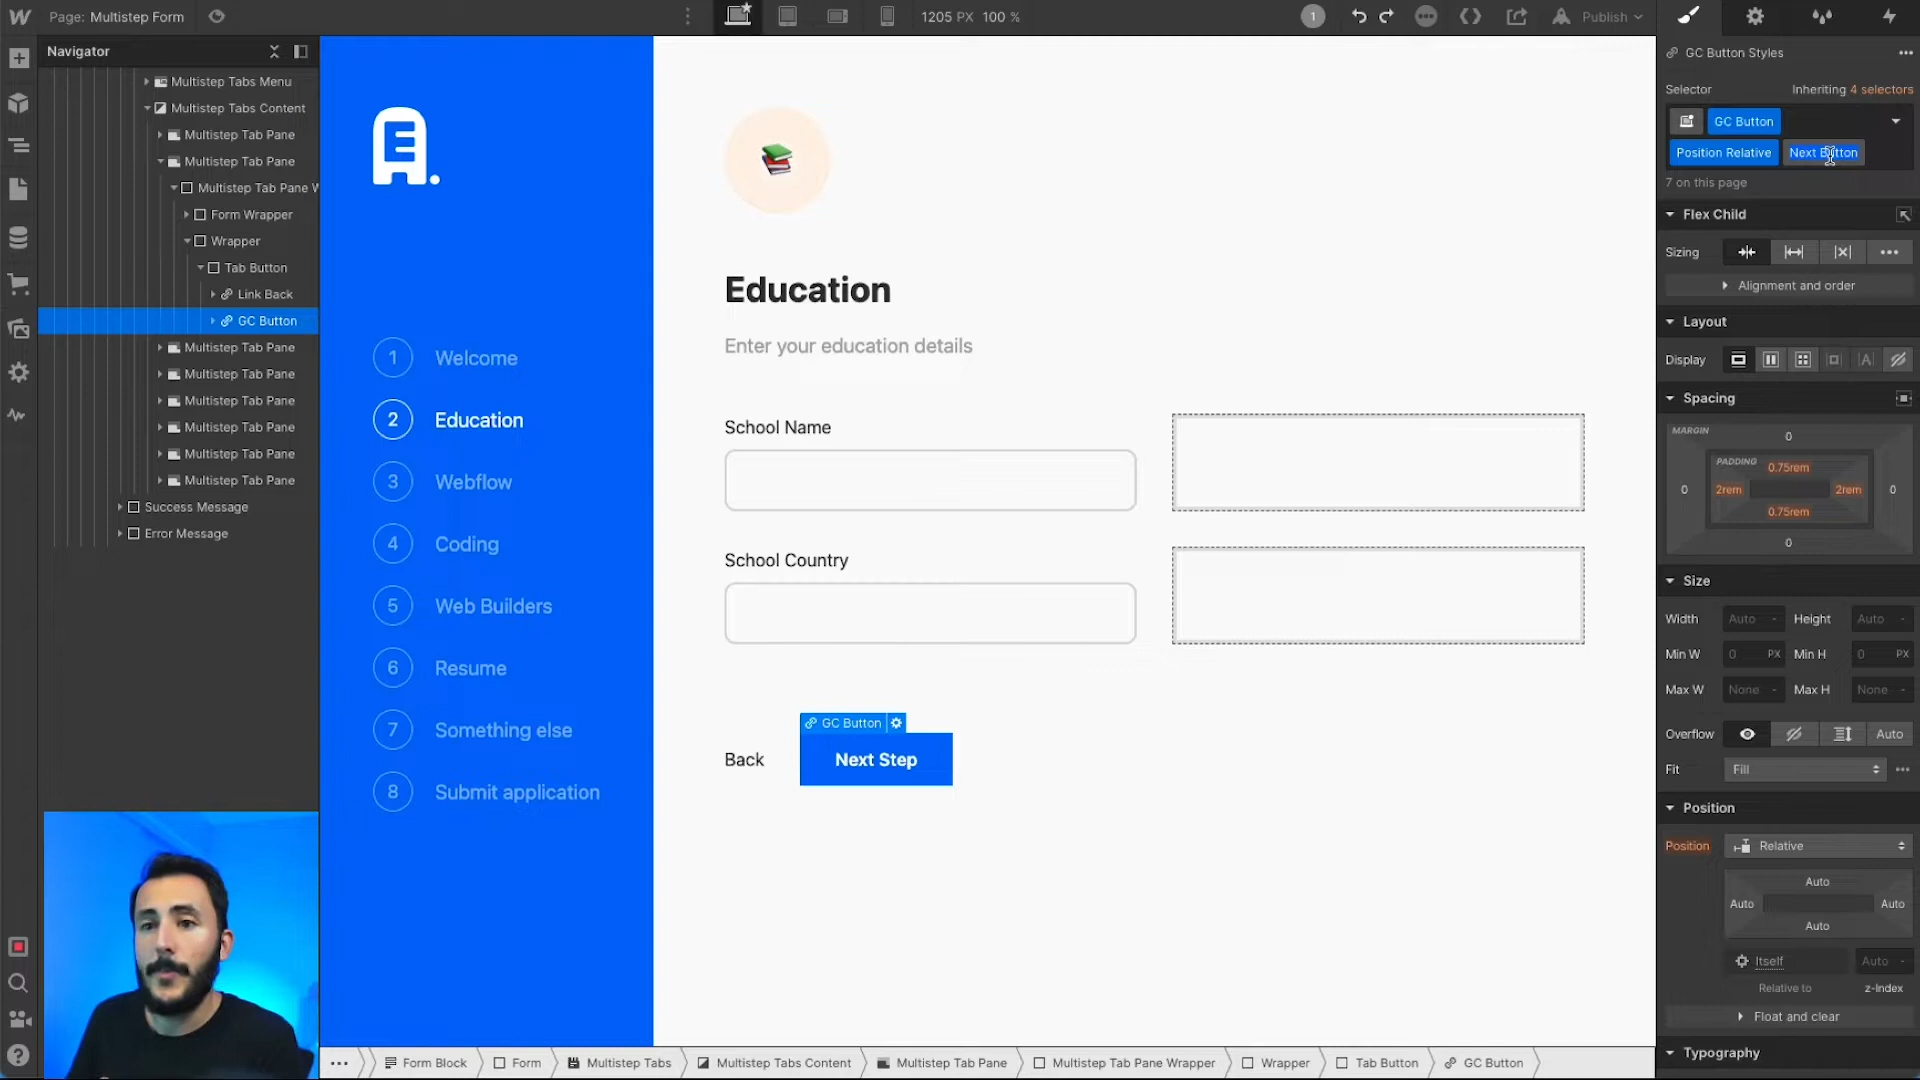 Page: Multistep Form
1205 PX 100 %
1
Publish
Navigator
Multistep Tabs Menu
Multistep Tabs Content
Multistep Tab Pane
Multistep Tab Pane
Multistep Tab Pane W
Form Wrapper
Wrapper
Tab Button
Link Back
GC Button
Multistep Tab Pane
Multistep Tab Pane
Multistep Tab Pane
Multistep Tab Pane
Multistep Tab Pane
Multistep Tab Pane
Success Message
Error Message
EA.
1 Welcome
2 Education
3 Webflow
4 Coding
5 Web Builders
6 Resume
7 Something else
8 Submit application
Education
Enter your education details
School Name
School Country
GC Button
Back
Next Step
... Form Block Form Multistep Tabs Multistep Tabs Content Multistep Tab Pane Multistep Tab Pane Wrapper Wrapper Tab Button GC Button
GC Button Styles
Selector Inheriting 4 selectors
GC Button
Position Relative Next Button
7 on this page
Flex Child
Sizing
Alignment and order
Layout
Display
Spacing
MARGIN 0
PADDING 0.75rem
0 2rem 2rem 0
0.75rem
0
Size
Width Auto - Height Auto -
Min W 0 PX Min H 0 PX
Max W None - Max H None -
Overflow Auto
Fit Fill
Position
Position Relative
Auto
Auto Auto
Auto
Itself Auto -
Relative to z-Index
Float and clear
Typography